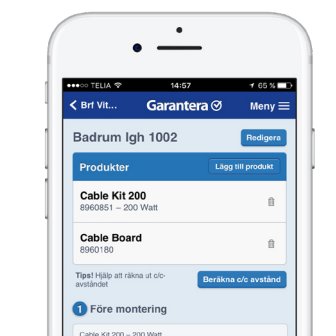 TELIA 14:57 65 %
Brf Vit... Garantera Meny
Badrum lgh 1002 Redigera
Produkter Lägg till produkt
Cable Kit 200
8960851 – 200 Watt
Cable Board
8960180
Tips! Hjälp att räkna ut c/c-
avståndet
Beräkna c/c avstånd
1 Före montering
Cable Kit 200 – 200 Watt